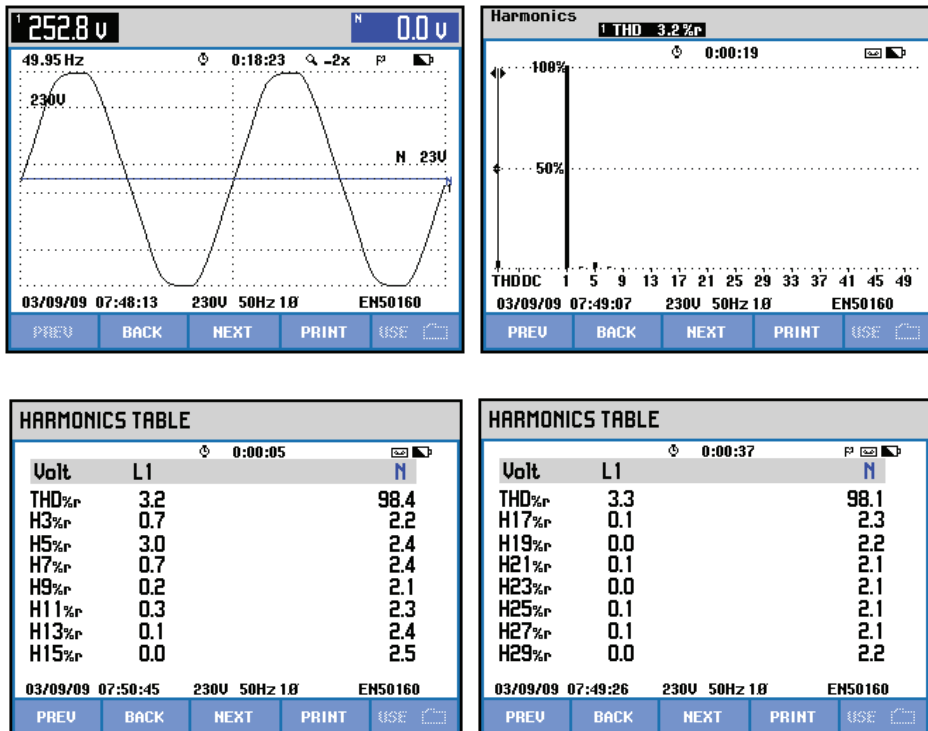 1 252.8 V N 0.0 V
49.95 Hz 0:18:23 -2x
230V
N 23V
N
1
03/09/09 07:48:13 230V 50Hz 1Ø EN50160
PREV BACK NEXT PRINT USE
Harmonics
1 THD 3.2 %r
0:00:19
100%
50%
THDDC 1 5 9 13 17 21 25 29 33 37 41 45 49
03/09/09 07:49:07 230V 50Hz 1Ø EN50160
PREV BACK NEXT PRINT USE
HARMONICS TABLE
0:00:05
Volt L1 N
THD%r 3.2 98.4
H3%r 0.7 2.2
H5%r 3.0 2.4
H7%r 0.7 2.4
H9%r 0.2 2.1
H11%r 0.3 2.3
H13%r 0.1 2.4
H15%r 0.0 2.5
03/09/09 07:50:45 230V 50Hz 1Ø EN50160
PREV BACK NEXT PRINT USE
HARMONICS TABLE
0:00:37
Volt L1 N
THD%r 3.3 98.1
H17%r 0.1 2.3
H19%r 0.0 2.2
H21%r 0.1 2.1
H23%r 0.0 2.1
H25%r 0.1 2.1
H27%r 0.1 2.1
H29%r 0.0 2.2
03/09/09 07:49:26 230V 50Hz 1Ø EN50160
PREV BACK NEXT PRINT USE